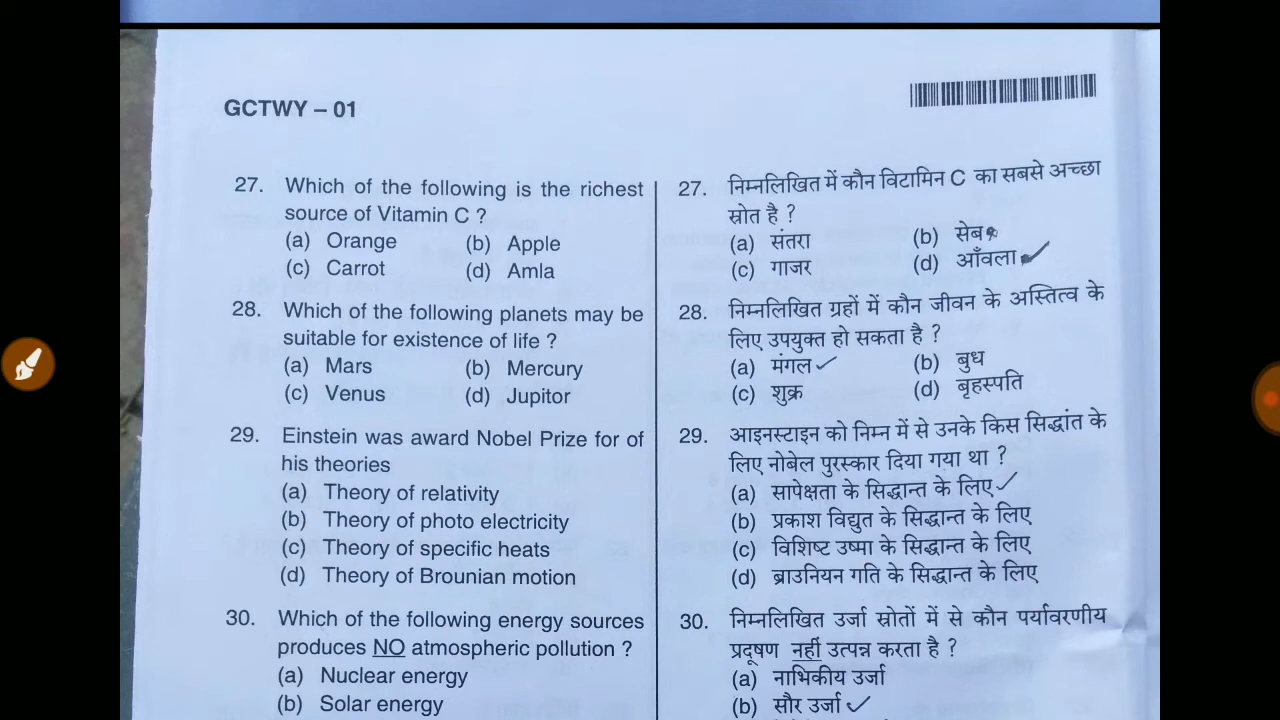 GCTWY – 01
27. Which of the following is the richest
source of Vitamin C ?
(a) Orange (b) Apple
(c) Carrot (d) Amla
28. Which of the following planets may be
suitable for existence of life ?
(a) Mars (b) Mercury
(c) Venus (d) Jupitor
29. Einstein was award Nobel Prize for of
his theories
(a) Theory of relativity
(b) Theory of photo electricity
(c) Theory of specific heats
(d) Theory of Brounian motion
30. Which of the following energy sources
produces NO atmospheric pollution ?
(a) Nuclear energy
(b) Solar energy
27. निम्नलिखित में कौन विटामिन C का सबसे अच्छा
स्रोत है ?
(a) संतरा (b) सेब
(c) गाजर (d) आँवला
28. निम्नलिखित ग्रहों में कौन जीवन के अस्तित्व के
लिए उपयुक्त हो सकता है ?
(a) मंगल (b) बुध
(c) शुक्र (d) बृहस्पति
29. आइनस्टाइन को निम्न में से उनके किस सिद्धांत के
लिए नोबेल पुरस्कार दिया गया था ?
(a) सापेक्षता के सिद्धान्त के लिए
(b) प्रकाश विद्युत के सिद्धान्त के लिए
(c) विशिष्ट उष्मा के सिद्धान्त के लिए
(d) ब्राउनियन गति के सिद्धान्त के लिए
30. निम्नलिखित उर्जा स्रोतों में से कौन पर्यावरणीय
प्रदूषण नहीं उत्पन्न करता है ?
(a) नाभिकीय उर्जा
(b) सौर उर्जा